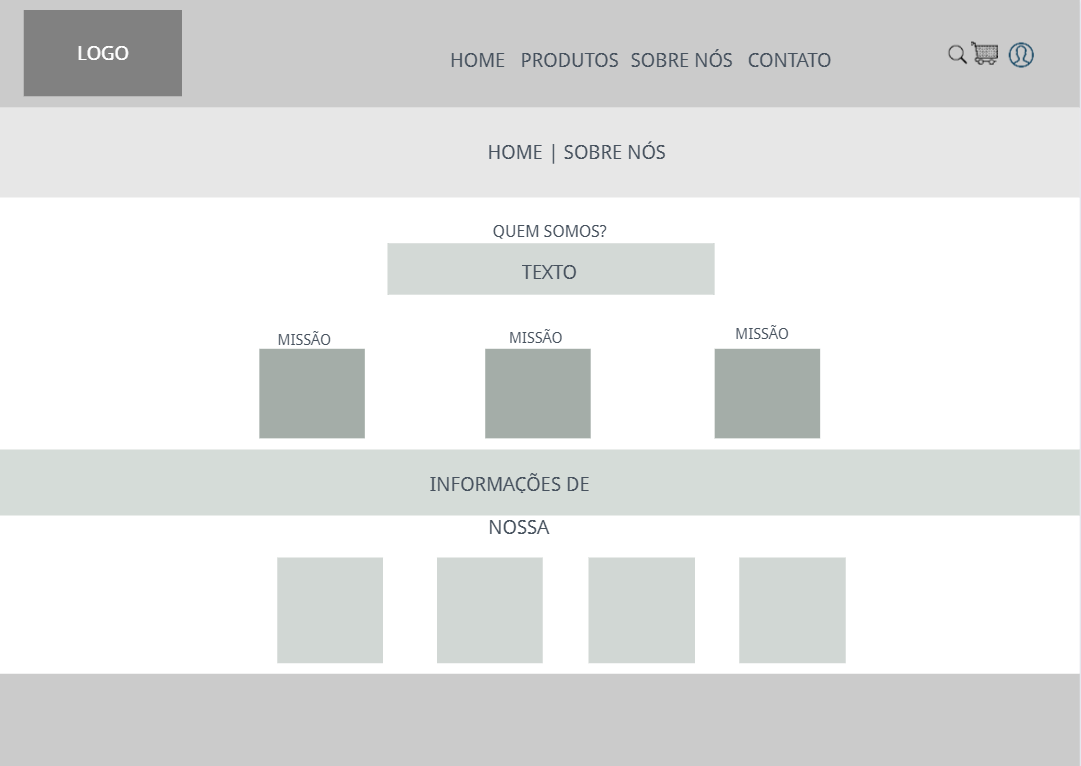 LOGO
HOME PRODUTOS SOBRE NÓS CONTATO
HOME | SOBRE NÓS
QUEM SOMOS?
TEXTO
MISSÃO MISSÃO MISSÃO
INFORMAÇÕES DE
NOSSA